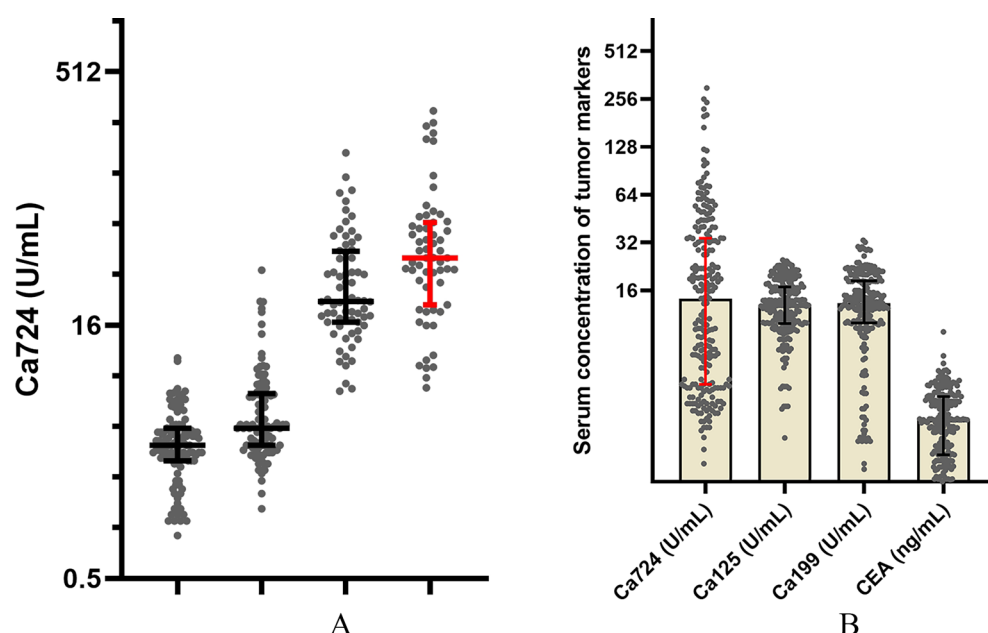 Ca724 (U/mL)
512
16
0.5
A
Serum concentration of tumor markers
512
256
128
64
32
16
Ca724 (U/mL)
Ca125 (U/mL)
Ca199 (U/mL)
CEA (ng/mL)
B